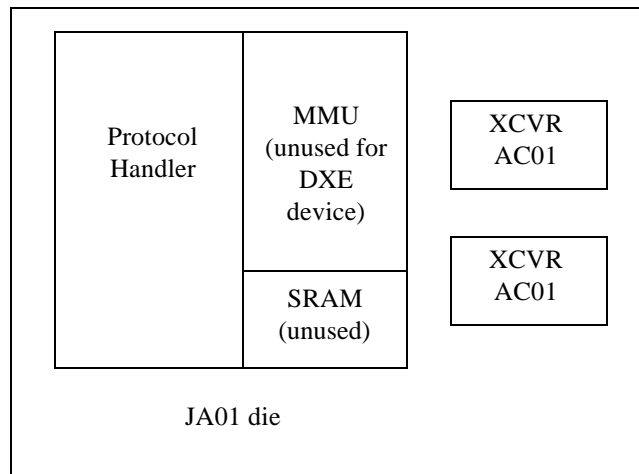 Protocol
Handler
MMU
(unused for
DXE
device)
SRAM
(unused)
XCVR
AC01
XCVR
AC01
JA01 die